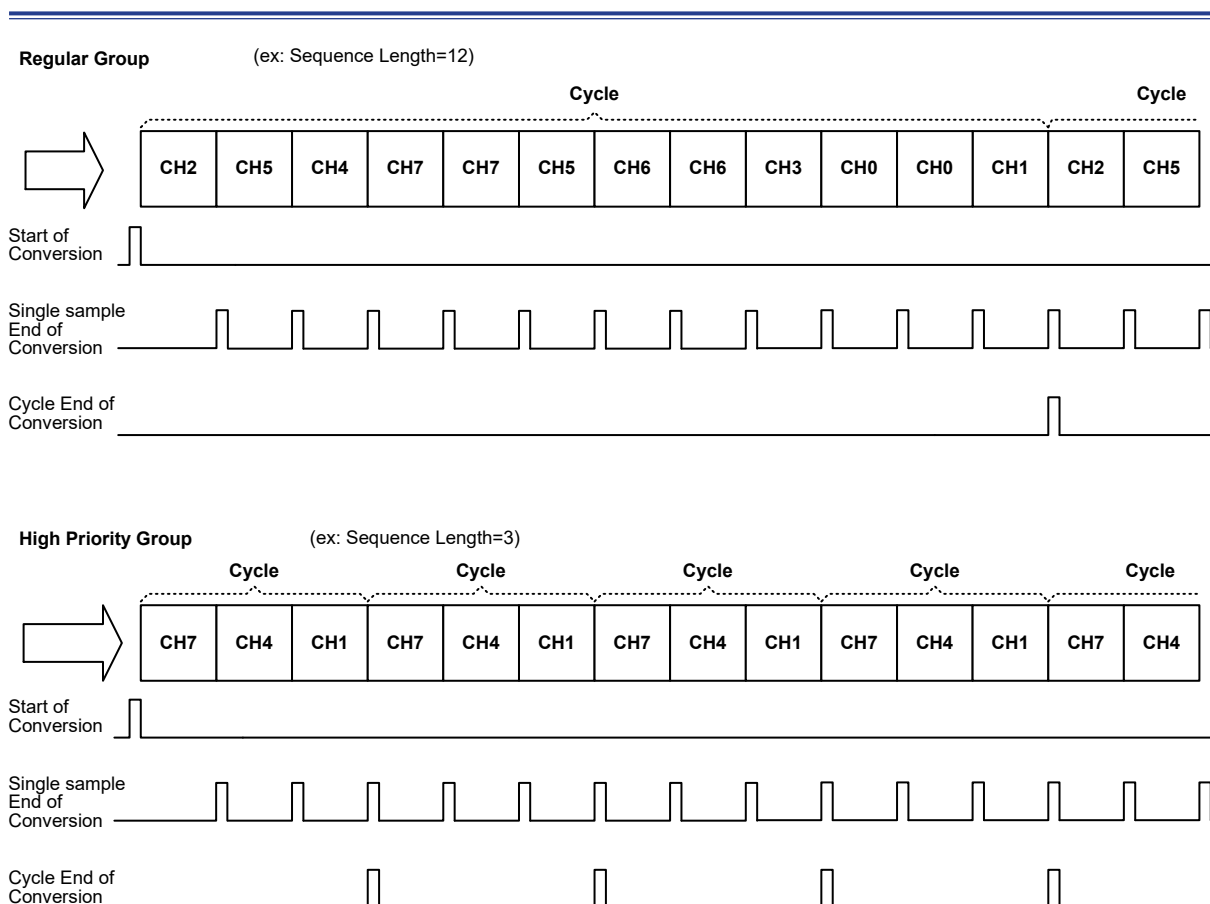 Regular Group (ex: Sequence Length=12)
Cycle Cycle
CH2 CH5 CH4 CH7 CH7 CH5 CH6 CH6 CH3 CH0 CH0 CH1 CH2 CH5
Start of
Conversion
Single sample
End of
Conversion
Cycle End of
Conversion
High Priority Group (ex: Sequence Length=3)
Cycle Cycle Cycle Cycle Cycle
CH7 CH4 CH1 CH7 CH4 CH1 CH7 CH4 CH1 CH7 CH4 CH1 CH7 CH4
Start of
Conversion
Single sample
End of
Conversion
Cycle End of
Conversion